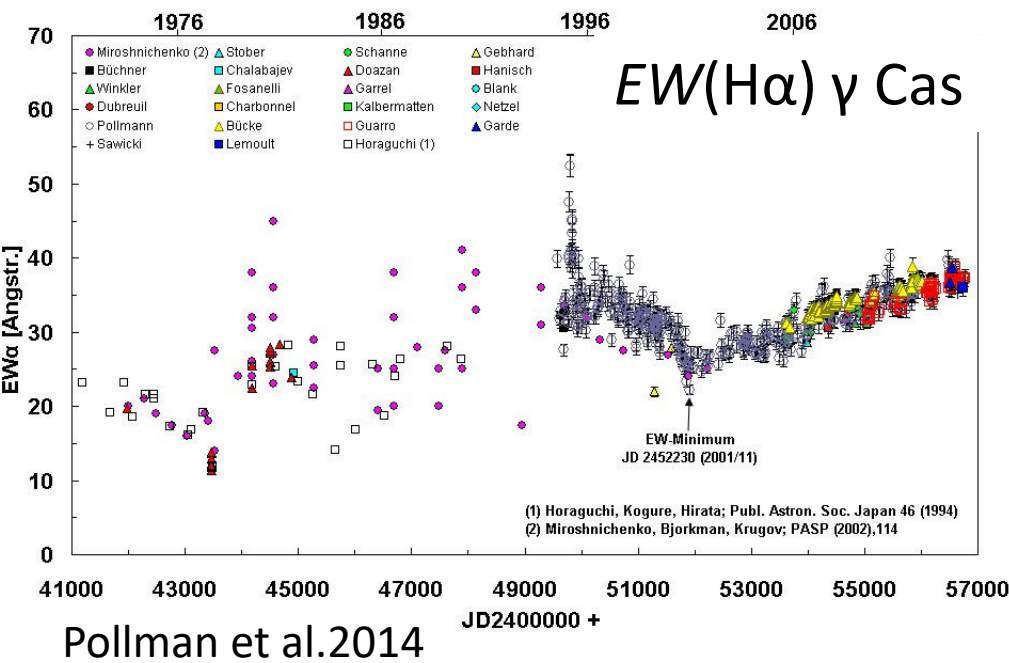 1976 1986 1996 2006
70
60
50
40
30
20
10
0
EWα [Angstr.]
Miroshnichenko (2) Stober Schanne Gebhard
Büchner Chalabajev Doazan Hanisch
Winkler Fosanelli Garrel Blank
Dubreuil Charbonnel Kalbermatten Netzel
Pollmann Bücke Guarro Garde
+ Sawicki Lemoult Horaguchi (1)
EW(Hα) γ Cas
EW-Minimum
JD 2452230 (2001/11)
(1) Horaguchi, Kogure, Hirata; Publ. Astron. Soc. Japan 46 (1994)
(2) Miroshnichenko, Bjorkman, Krugov; PASP (2002),114
41000 43000 45000 47000 49000 51000 53000 55000 57000
JD2400000 +
Pollman et al.2014